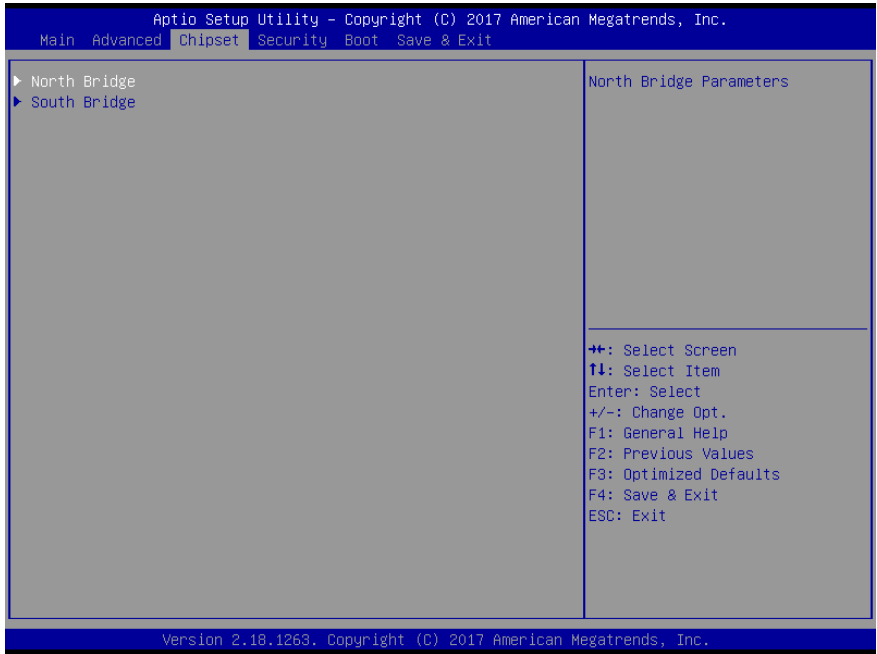 Aptio Setup Utility – Copyright (C) 2017 American Megatrends, Inc.
Main Advanced Chipset Security Boot Save & Exit
► North Bridge
► South Bridge
North Bridge Parameters
→←: Select Screen
↑↓: Select Item
Enter: Select
+/-: Change Opt.
F1: General Help
F2: Previous Values
F3: Optimized Defaults
F4: Save & Exit
ESC: Exit
Version 2.18.1263. Copyright (C) 2017 American Megatrends, Inc.